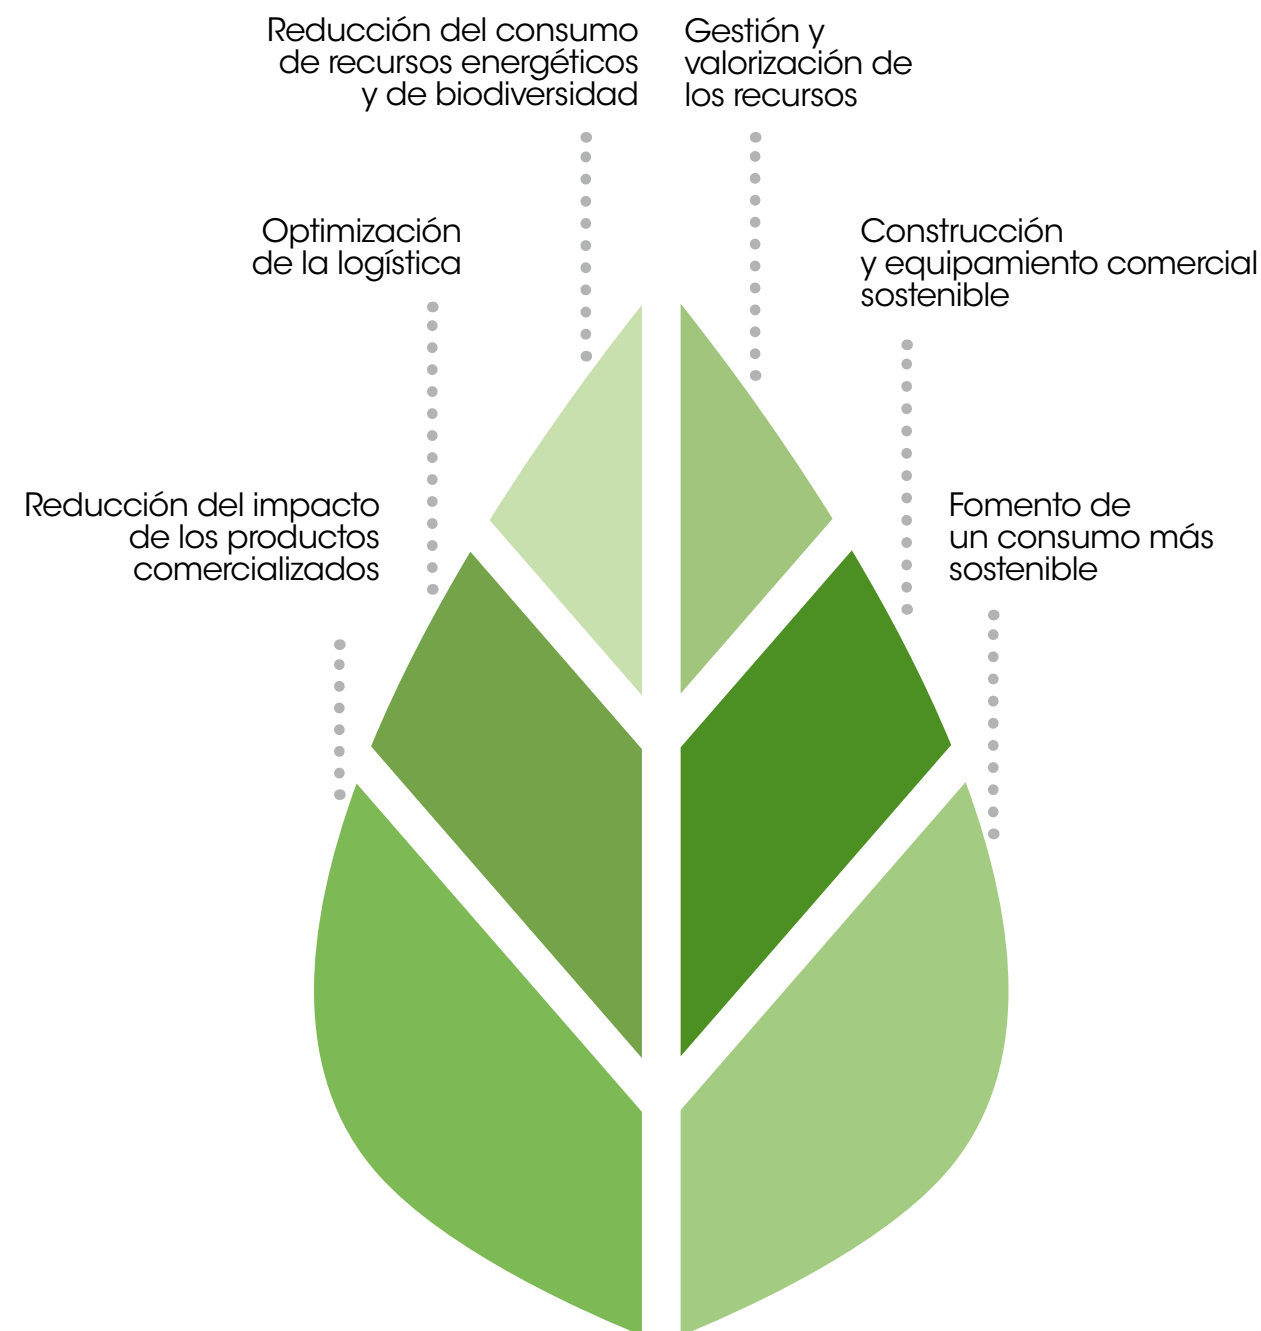 Reducción del consumo
de recursos energéticos
y de biodiversidad
Gestión y
valorización de
los recursos
Optimización
de la logística
Construcción
y equipamiento comercial
sostenible
Reducción del impacto
de los productos
comercializados
Fomento de
un consumo más
sostenible